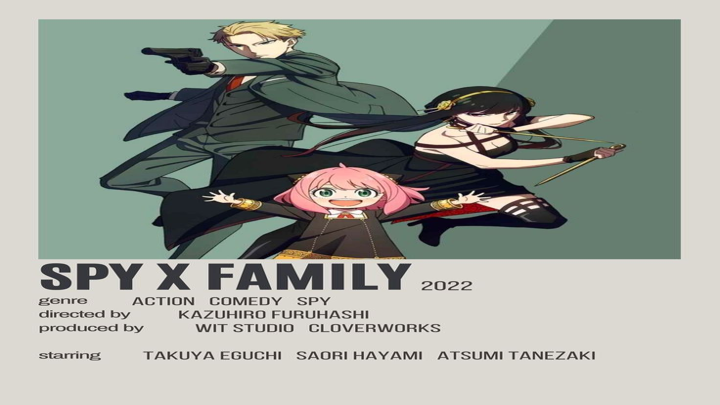 SPY X FAMILY 2022
genre ACTION COMEDY SPY
directed by KAZUHIRO FURUHASHI
produced by WIT STUDIO CLOVERWORKS
starring TAKUYA EGUCHI SAORI HAYAMI ATSUMI TANEZAKI